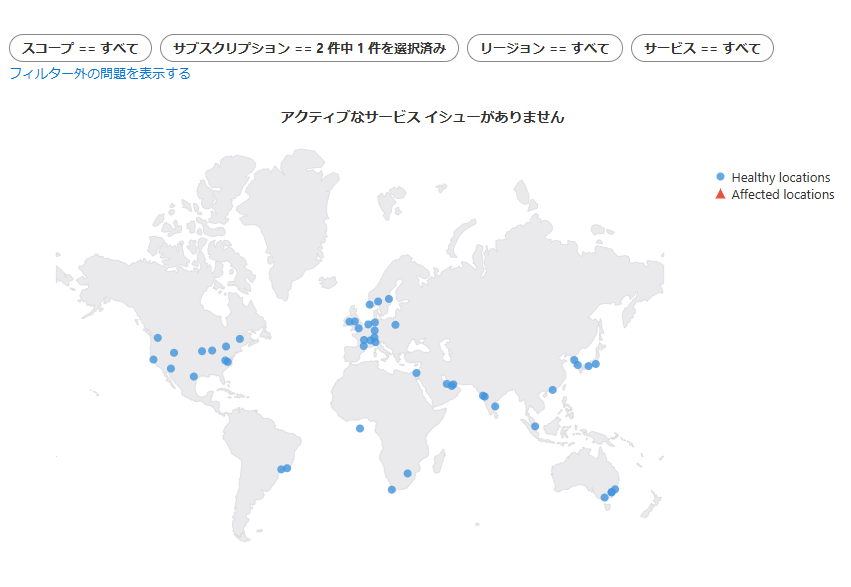 スコープ == すべて サブスクリプション == 2 件中 1 件を選択済み リージョン == すべて サービス == すべて
フィルター外の問題を表示する
アクティブなサービス イシューがありません
Healthy locations
Affected locations